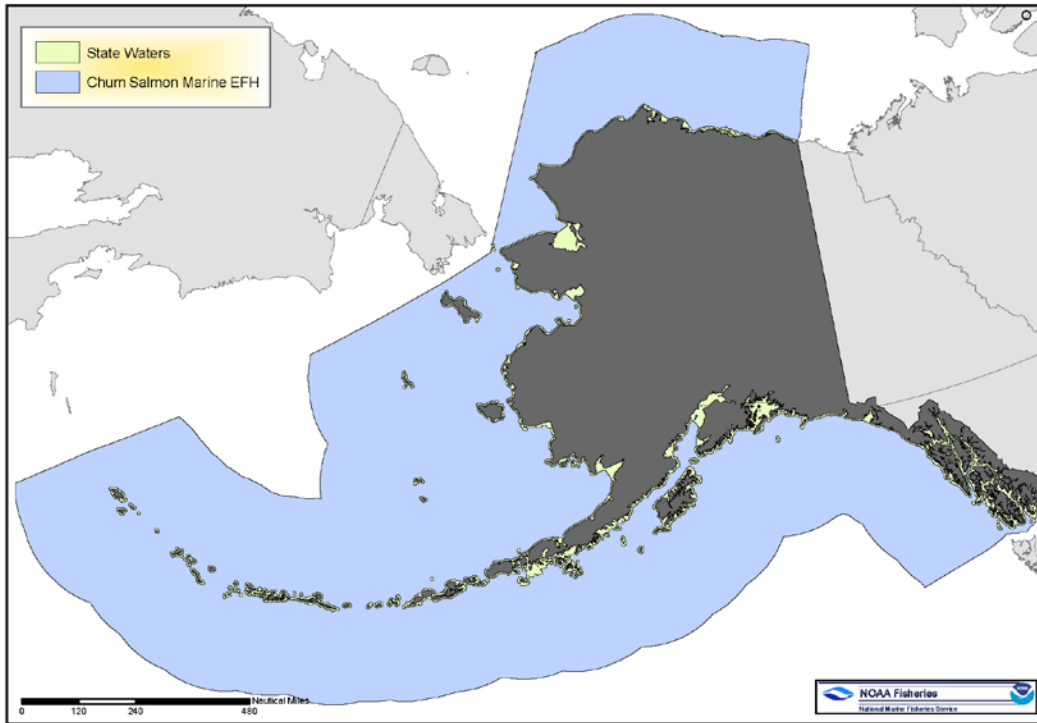 State Waters
Chum Salmon Marine EFH
Nautical Miles
0 120 240 480
NOAA Fisheries
National Marine Fisheries Service